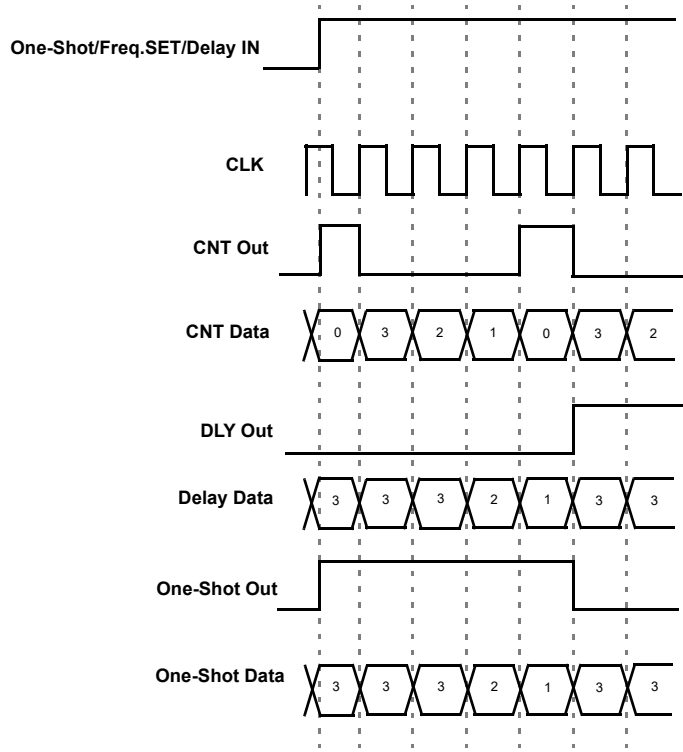 One-Shot/Freq.SET/Delay IN
CLK
CNT Out
CNT Data 0 3 2 1 0 3 2
DLY Out
Delay Data 3 3 3 2 1 3 3
One-Shot Out
One-Shot Data 3 3 3 2 1 3 3